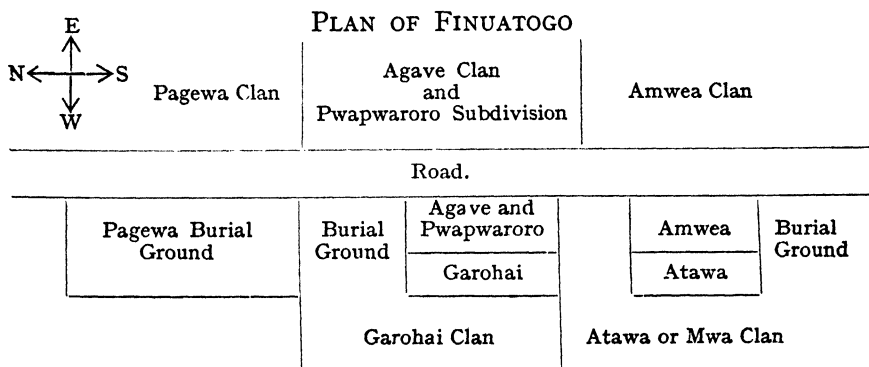 PLAN OF FINUATOGO
E
N S
W
Pagewa Clan
Agave Clan
and
Pwapwaroro Subdivision
Amwea Clan
Road.
Pagewa Burial
Ground
Burial
Ground
Agave and
Pwapwaroro
Garohai
Amwea
Atawa
Burial
Ground
Garohai Clan
Atawa or Mwa Clan